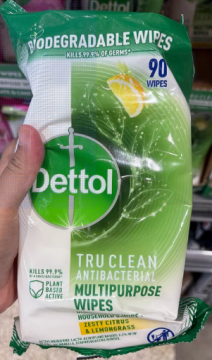 BIODEGRADABLE WIPES
KILLS 99.9% OF GERMS*
90
WIPES
Dettol
TRU CLEAN
ANTIBACTERIAL
MULTIPURPOSE
WIPES
KILLS 99.9%
PLANT
BASED
ACTIVE
ZESTY CITRUS
& LEMONGRASS